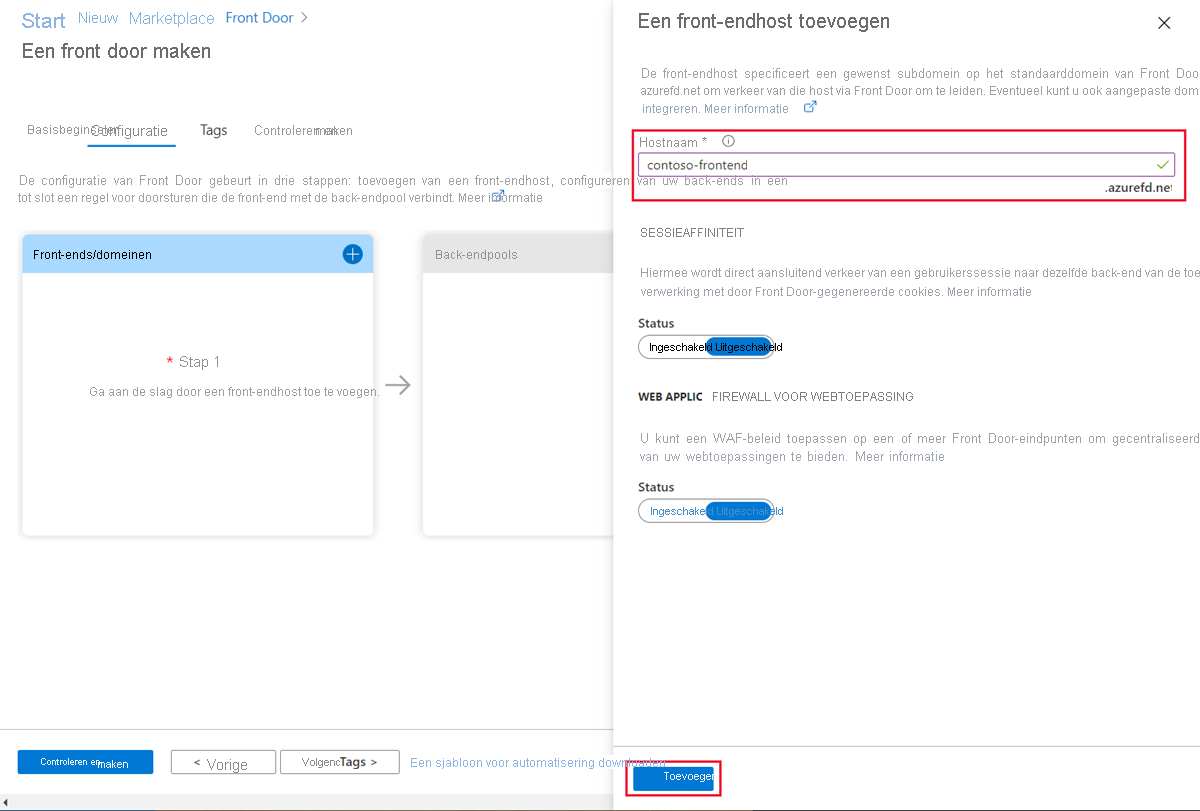 Start Nieuw Marketplace Front Door >
Een front door maken
Basisbeginselen Configuratie Tags Controleren en maken
De configuratie van Front Door gebeurt in drie stappen: toevoegen van een front-endhost, configureren van uw back-ends in een
tot slot een regel voor doorsturen die de front-end met de back-endpool verbindt. Meer informatie
Front-ends/domeinen
* Stap 1
Ga aan de slag door een front-endhost toe te voegen.
Back-endpools
Controleren en maken
< Vorige
Tags >
Een sjabloon voor automatisering downloaden
Een front-endhost toevoegen
De front-endhost specificeert een gewenst subdomein op het standaarddomein van Front Doo
azurefd.net om verkeer van die host via Front Door om te leiden. Eventueel kunt u ook aangepaste dom
integreren. Meer informatie
Hostnaam *
contoso-frontend
.azurefd.net
SESSIEAFFINITEIT
Hiermee wordt direct aansluitend verkeer van een gebruikerssessie naar dezelfde back-end van de toe
verwerking met door Front Door-gegenereerde cookies. Meer informatie
Status
Ingeschakeld Uitgeschakeld
WEB APPLIC FIREWALL VOOR WEBTOEPASSING
U kunt een WAF-beleid toepassen op een of meer Front Door-eindpunten om gecentraliseerd
van uw webtoepassingen te bieden. Meer informatie
Status
Ingeschakeld Uitgeschakeld
Toevoegen